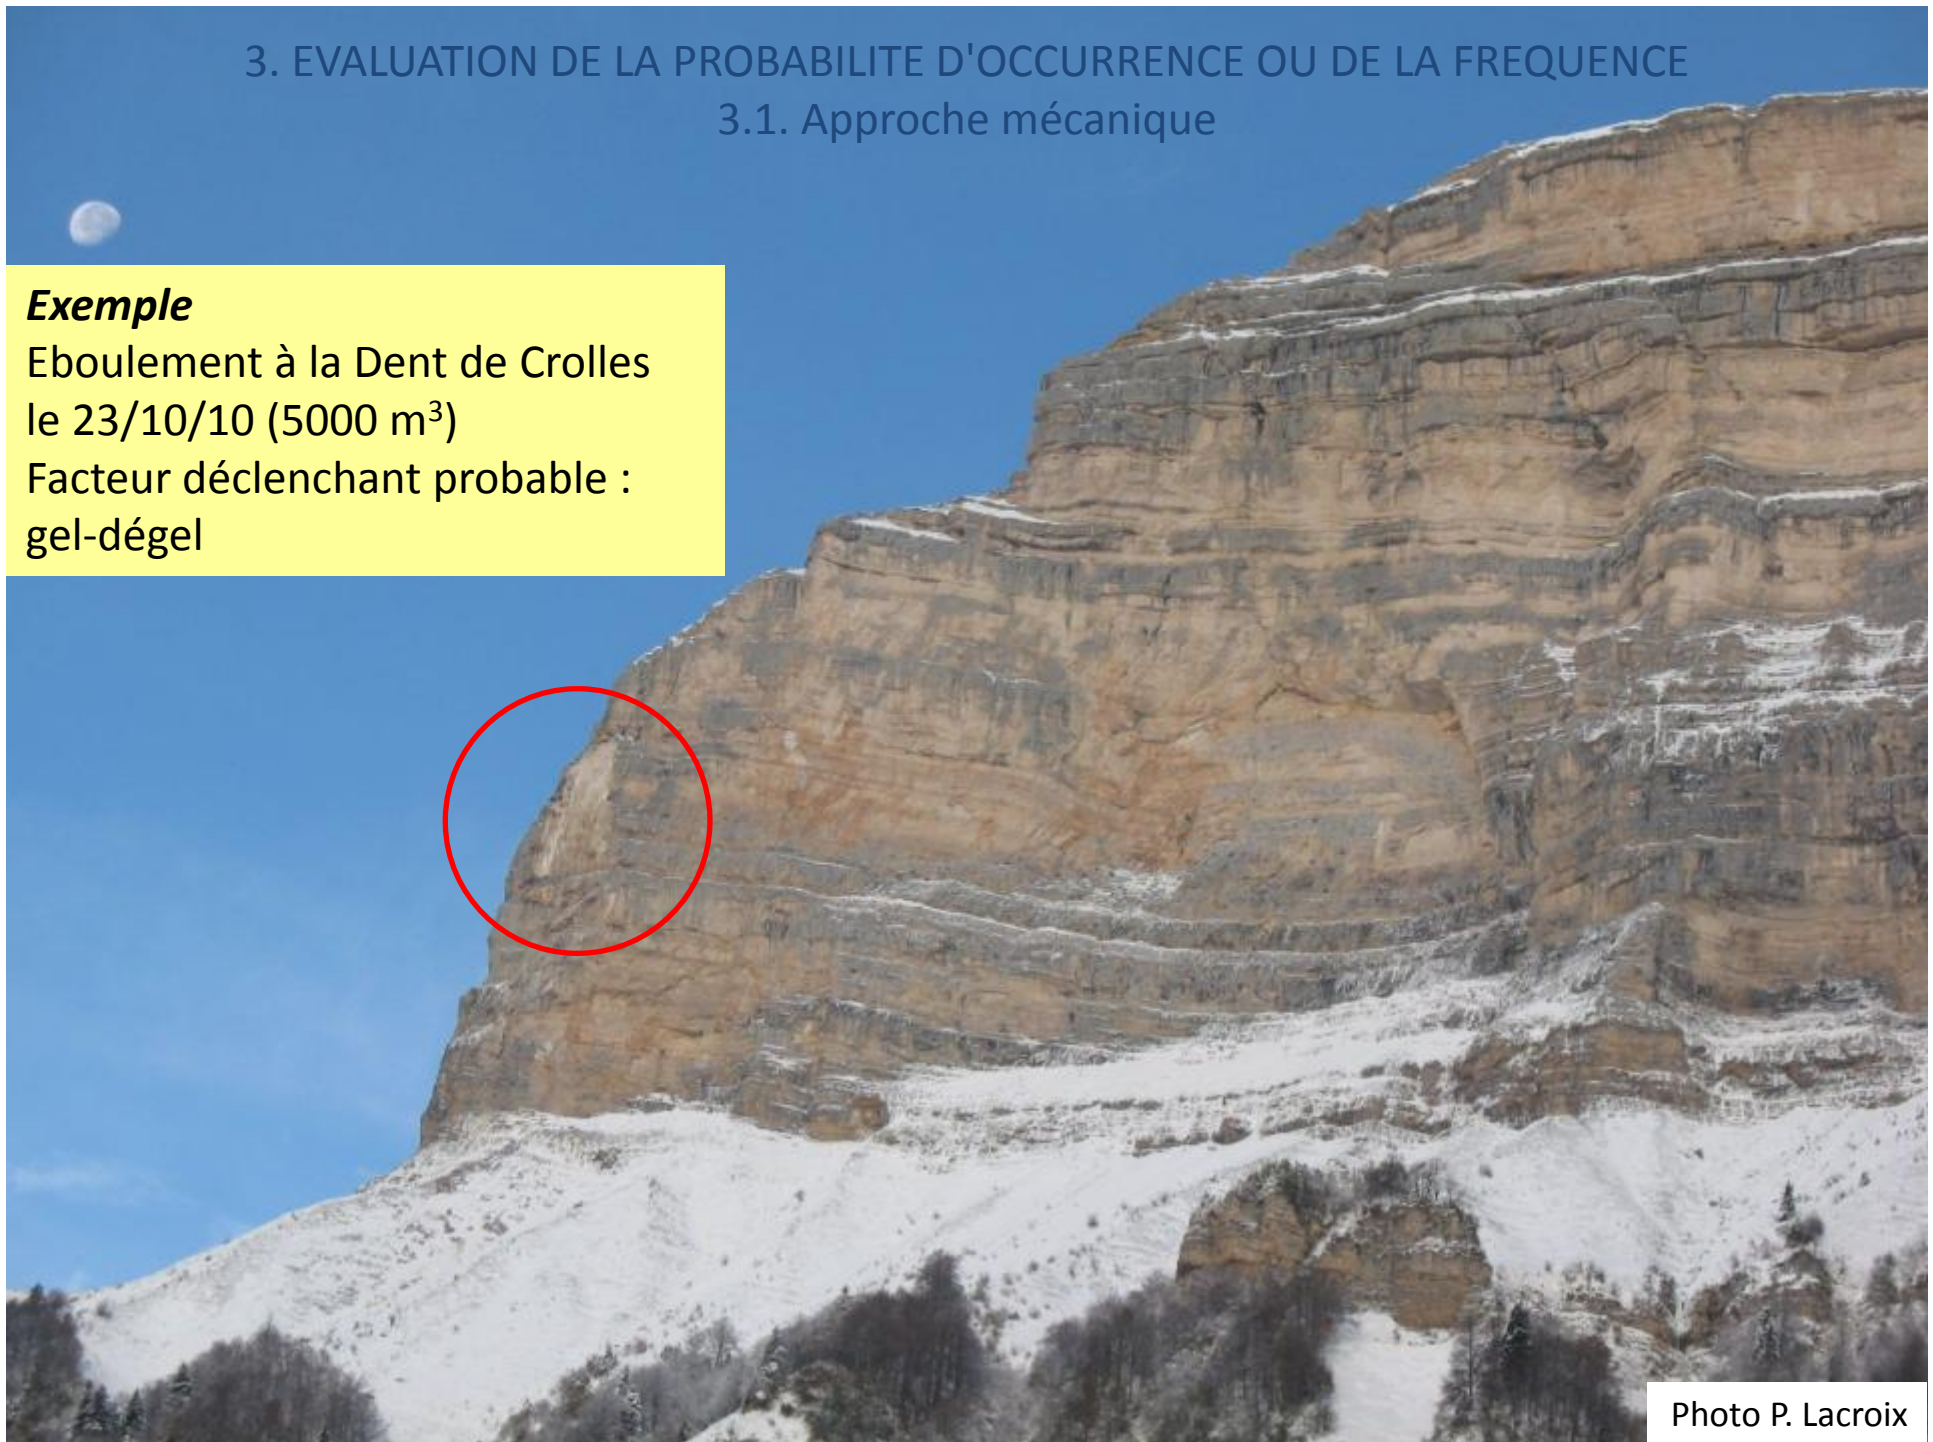 3. EVALUATION DE LA PROBABILITE D'OCCURRENCE OU DE LA FREQUENCE
3.1. Approche mécanique
Exemple
Eboulement à la Dent de Crolles
le 23/10/10 (5000 m³)
Facteur déclenchant probable :
gel-dégel
Photo P. Lacroix